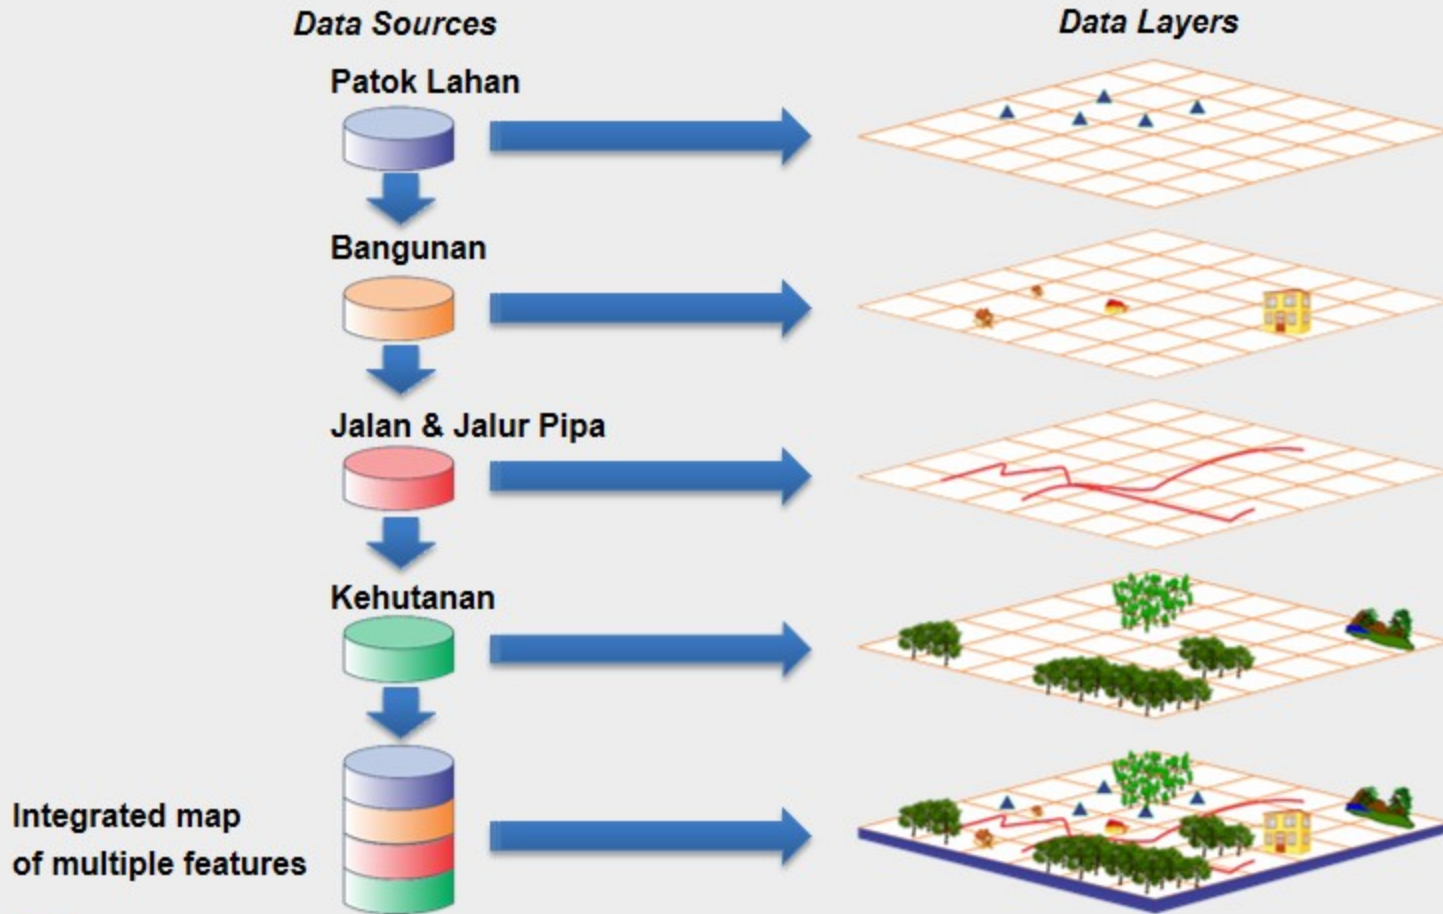 Data Sources
Data Layers
Patok Lahan
Bangunan
Jalan & Jalur Pipa
Kehutanan
Integrated map
of multiple features